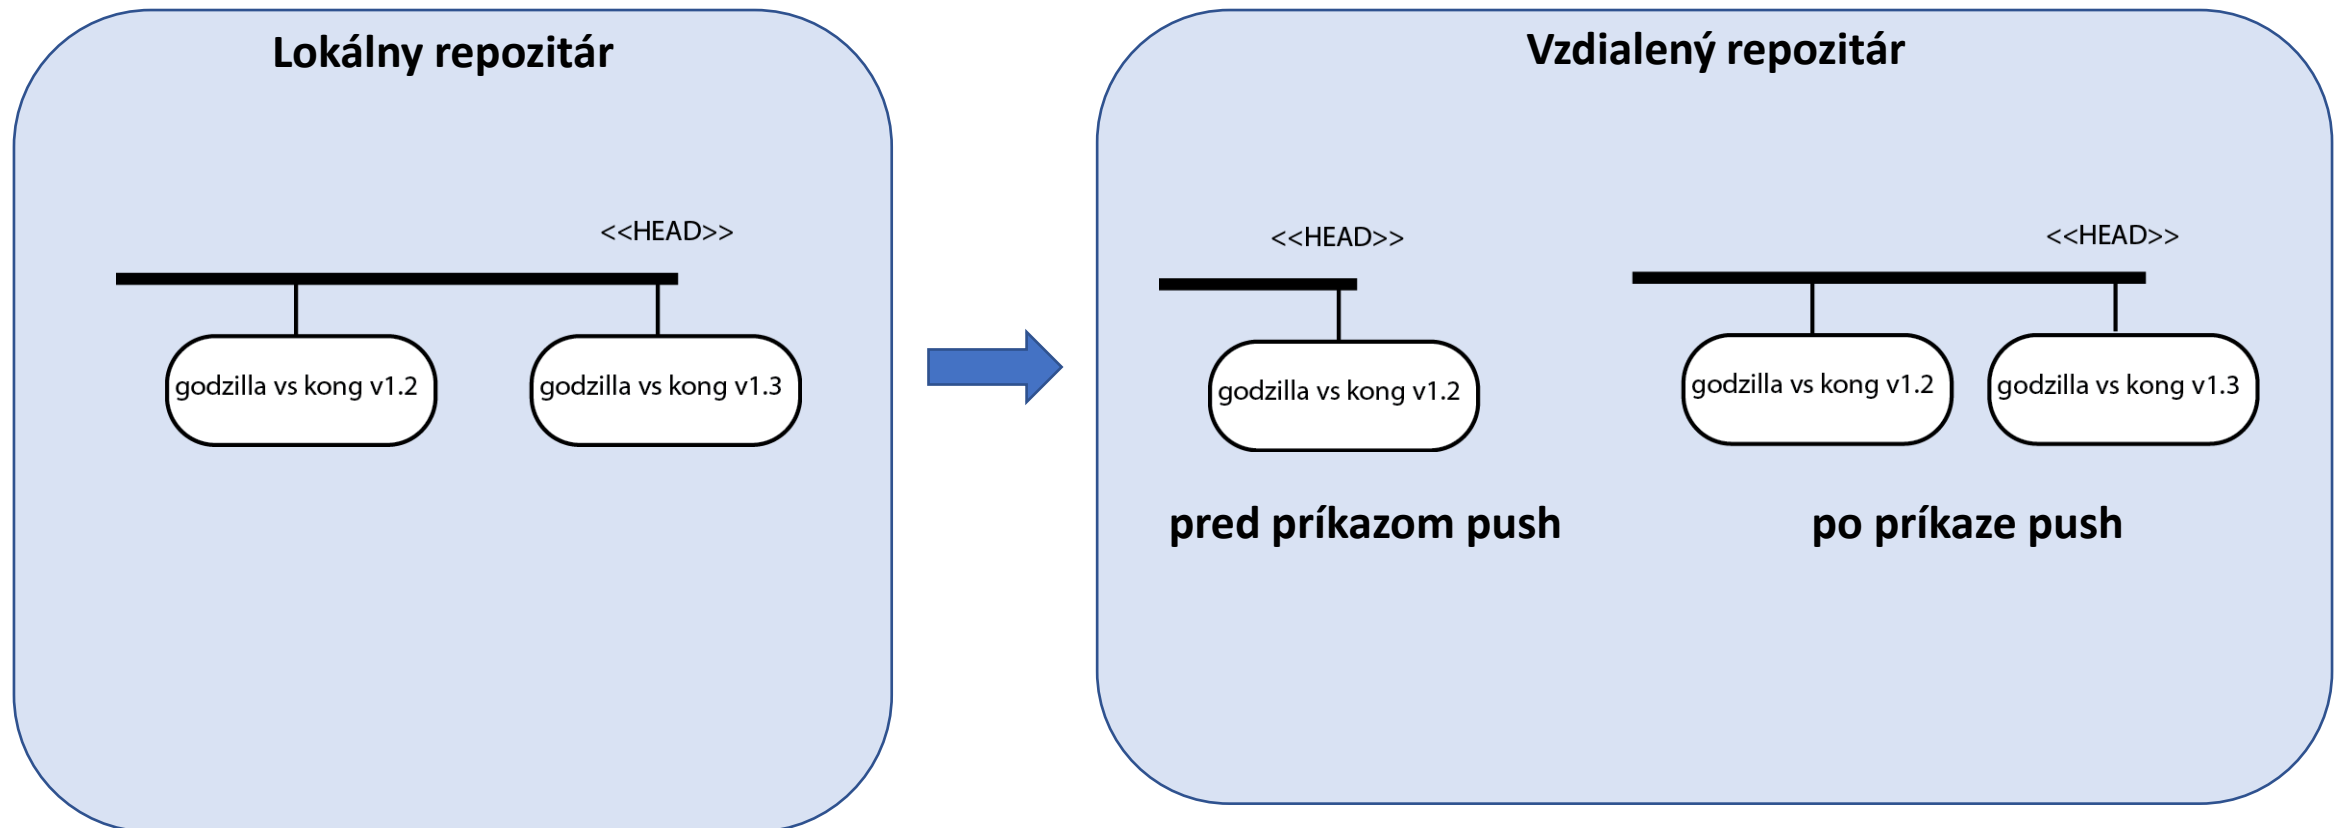 Lokálny repozitár
<<HEAD>>
godzilla vs kong v1.2
godzilla vs kong v1.3
Vzdialený repozitár
<<HEAD>>
godzilla vs kong v1.2
pred príkazom push
<<HEAD>>
godzilla vs kong v1.2
godzilla vs kong v1.3
po príkaze push